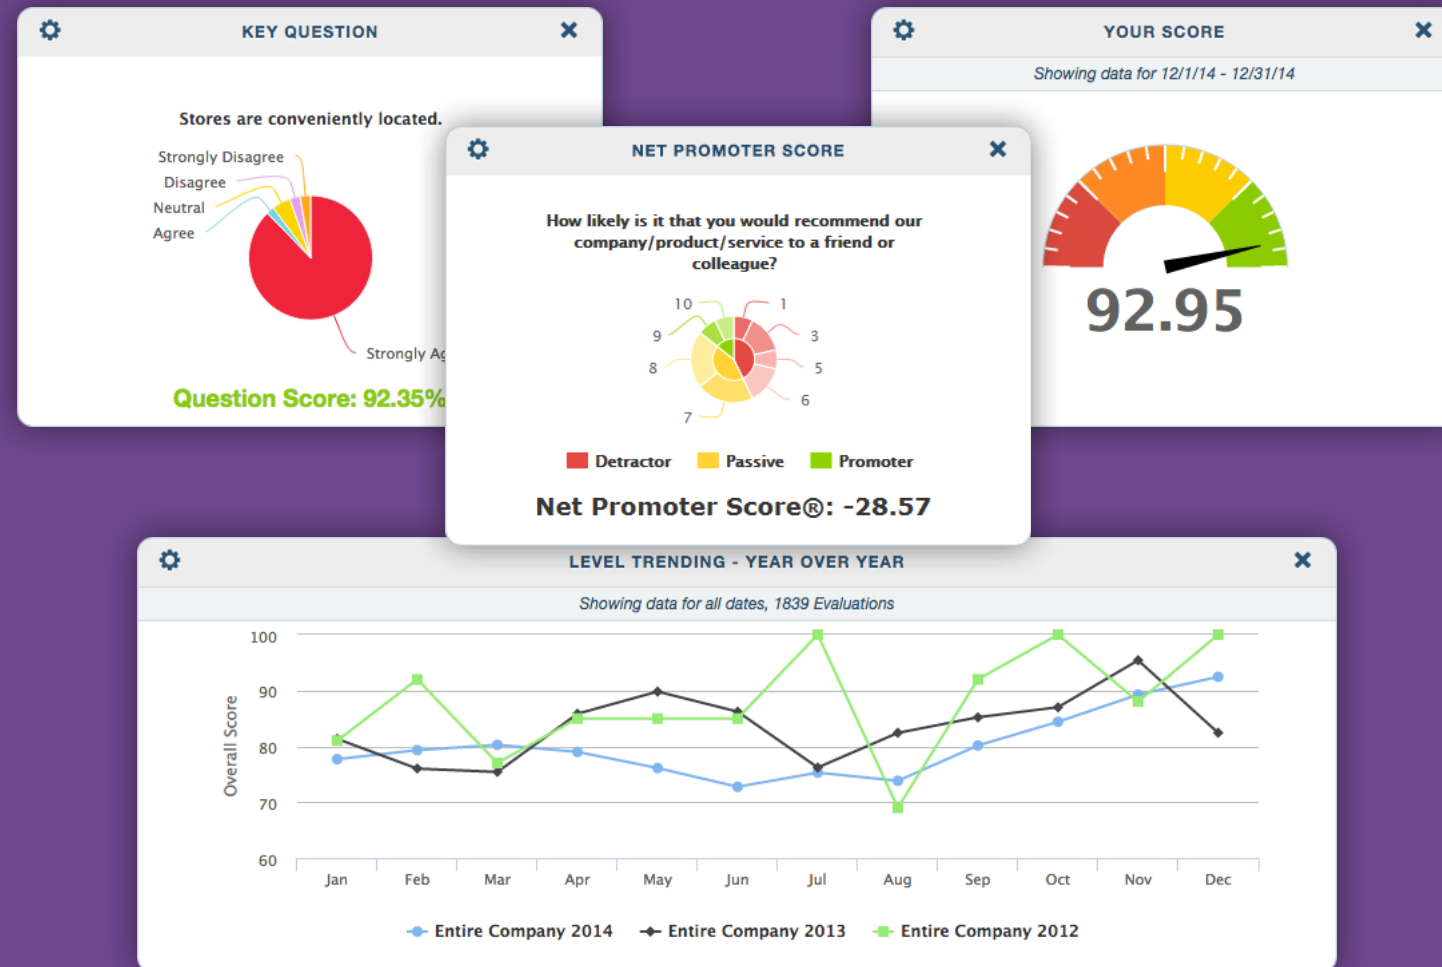 KEY QUESTION
Stores are conveniently located.
Strongly Disagree
Disagree
Neutral
Agree
Strongly
Question Score: 92.35%
NET PROMOTER SCORE
How likely is it that you would recommend our
company/product/service to a friend or
colleague?
10
1
9
3
8
5
6
7
Detractor Passive Promoter
Net Promoter Score®: -28.57
YOUR SCORE
Showing data for 12/1/14 - 12/31/14
92.95
LEVEL TRENDING - YEAR OVER YEAR
Showing data for all dates, 1839 Evaluations
Overall Score
100
90
80
70
60
Jan Feb Mar Apr May Jun Jul Aug Sep Oct Nov Dec
Entire Company 2014 Entire Company 2013 Entire Company 2012